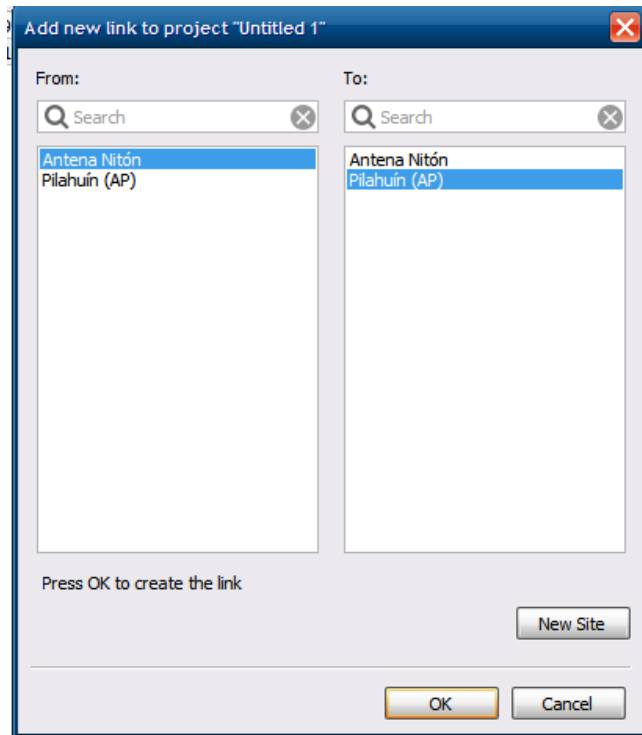 Add new link to project "Untitled 1"
From:
To:
Search
Search
Antena Nitón
Pilahuín (AP)
Antena Nitón
Pilahuín (AP)
Press OK to create the link
New Site
OK
Cancel